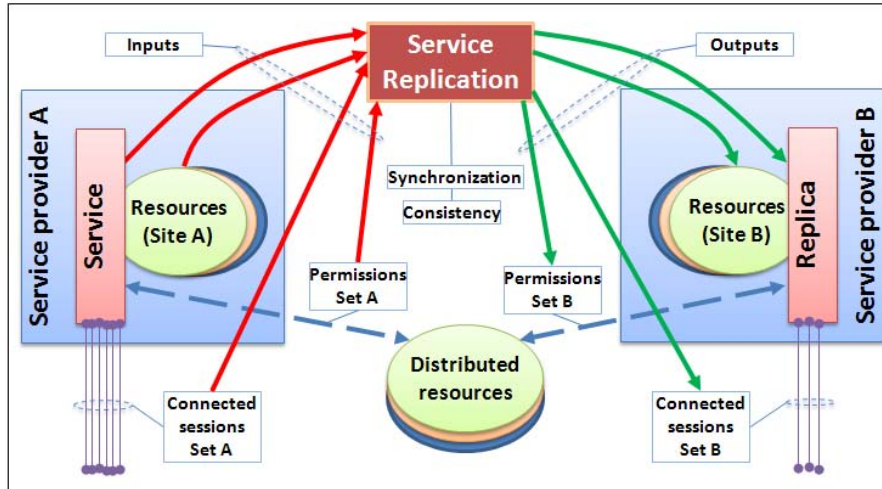 Inputs
Service
Replication
Outputs
Service provider A
Service
Resources
(Site A)
Synchronization
Consistency
Resources
(Site B)
Replica
Service provider B
Permissions
Set A
Permissions
Set B
Distributed
resources
Connected
sessions
Set A
Connected
sessions
Set B